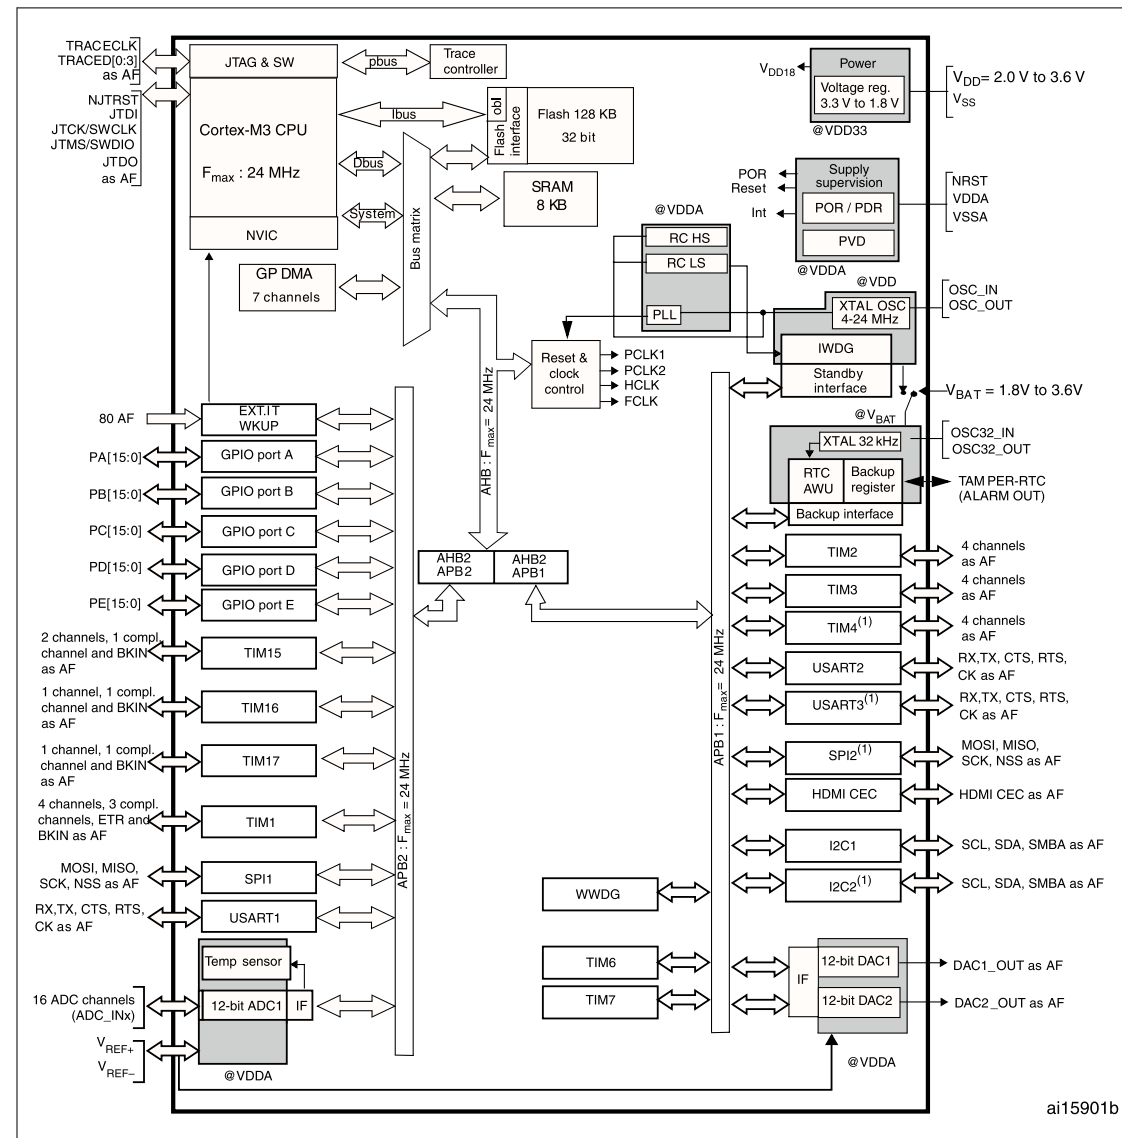 TRACECLK
TRACED[0:3]
as AF
NJTRST
JTDI
JTCK/SWCLK
JTMS/SWDIO
JTDO
as AF
JTAG & SW
pbus
Trace
controller
Cortex-M3 CPU
Fmax : 24 MHz
NVIC
Ibus
Dbus
System
Flash obl
interface
Flash 128 KB
32 bit
SRAM
8 KB
Bus matrix
GP DMA
7 channels
VDD18
Power
Voltage reg.
3.3 V to 1.8 V
@VDD33
VDD= 2.0 V to 3.6 V
VSS
POR
Reset
Int
Supply
supervision
POR / PDR
PVD
@VDDA
NRST
VDDA
VSSA
@VDDA
RC HS
RC LS
PLL
@VDD
XTAL OSC
4-24 MHz
IWDG
Standby
interface
OSC_IN
OSC_OUT
Reset &
clock
control
PCLK1
PCLK2
HCLK
FCLK
VBAT = 1.8V to 3.6V
@VBAT
XTAL 32 kHz
RTC
AWU
Backup
register
Backup interface
OSC32_IN
OSC32_OUT
TAM PER-RTC
(ALARM OUT)
AHB : Fmax = 24 MHz
AHB2
APB2
AHB2
APB1
80 AF
EXT.IT
WKUP
PA[15:0]
GPIO port A
PB[15:0]
GPIO port B
PC[15:0]
GPIO port C
PD[15:0]
GPIO port D
PE[15:0]
GPIO port E
2 channels, 1 compl.
channel and BKIN
as AF
TIM15
1 channel, 1 compl.
channel and BKIN
as AF
TIM16
1 channel, 1 compl.
channel and BKIN
as AF
TIM17
4 channels, 3 compl.
channels, ETR and
BKIN as AF
TIM1
MOSI, MISO,
SCK, NSS as AF
SPI1
RX,TX, CTS, RTS,
CK as AF
USART1
Temp sensor
16 ADC channels
(ADC_INx)
12-bit ADC1
IF
VREF+
VREF–
@VDDA
APB2 : Fmax = 24 MHz
APB1 : Fmax = 24 MHz
TIM2
4 channels
as AF
TIM3
4 channels
as AF
TIM4(1)
4 channels
as AF
USART2
RX,TX, CTS, RTS,
CK as AF
USART3(1)
RX,TX, CTS, RTS,
CK as AF
SPI2(1)
MOSI, MISO,
SCK, NSS as AF
HDMI CEC
HDMI CEC as AF
I2C1
SCL, SDA, SMBA as AF
I2C2(1)
SCL, SDA, SMBA as AF
WWDG
TIM6
TIM7
IF
12-bit DAC1
DAC1_OUT as AF
12-bit DAC2
DAC2_OUT as AF
@VDDA
ai15901b